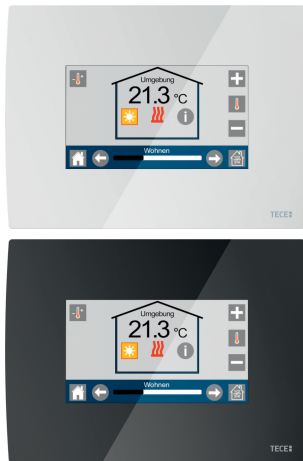 Umgebung
21.3 °C
i
Wohnen
TECE
Umgebung
21.3 °C
i
Wohnen
TECE